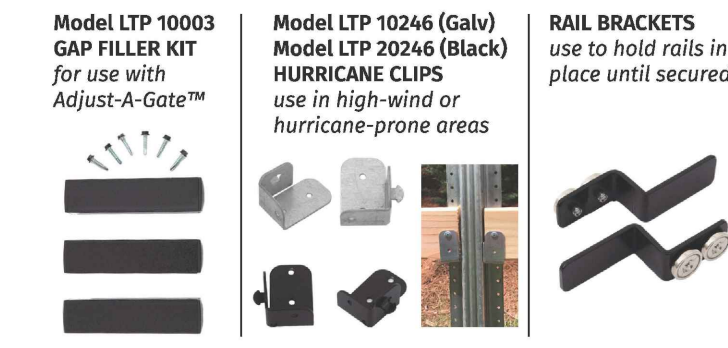 Model LTP 10003
GAP FILLER KIT
for use with
Adjust-A-Gate™
Model LTP 10246 (Galv)
Model LTP 20246 (Black)
HURRICANE CLIPS
use in high-wind or
hurricane-prone areas
RAIL BRACKETS
use to hold rails in
place until secured